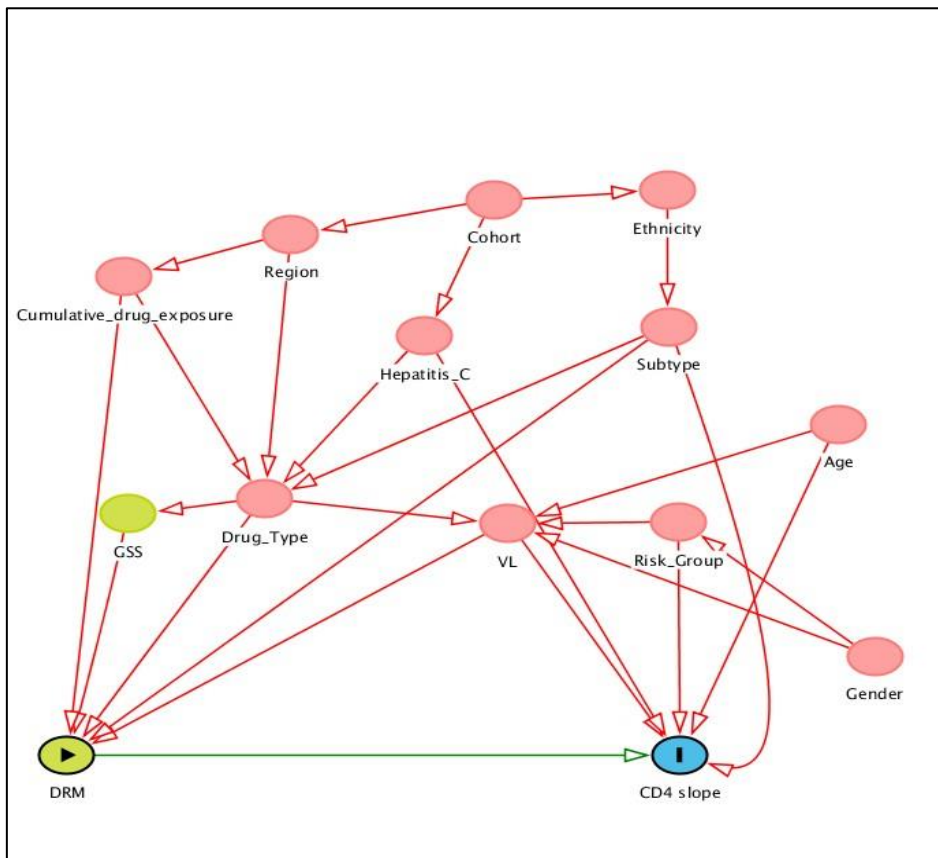 Ethnicity
Cohort
Region
Cumulative_drug_exposure
Subtype
Hepatitis_C
Age
Drug_Type
GSS
VL
Risk_Group
Gender
DRM
CD4 slope